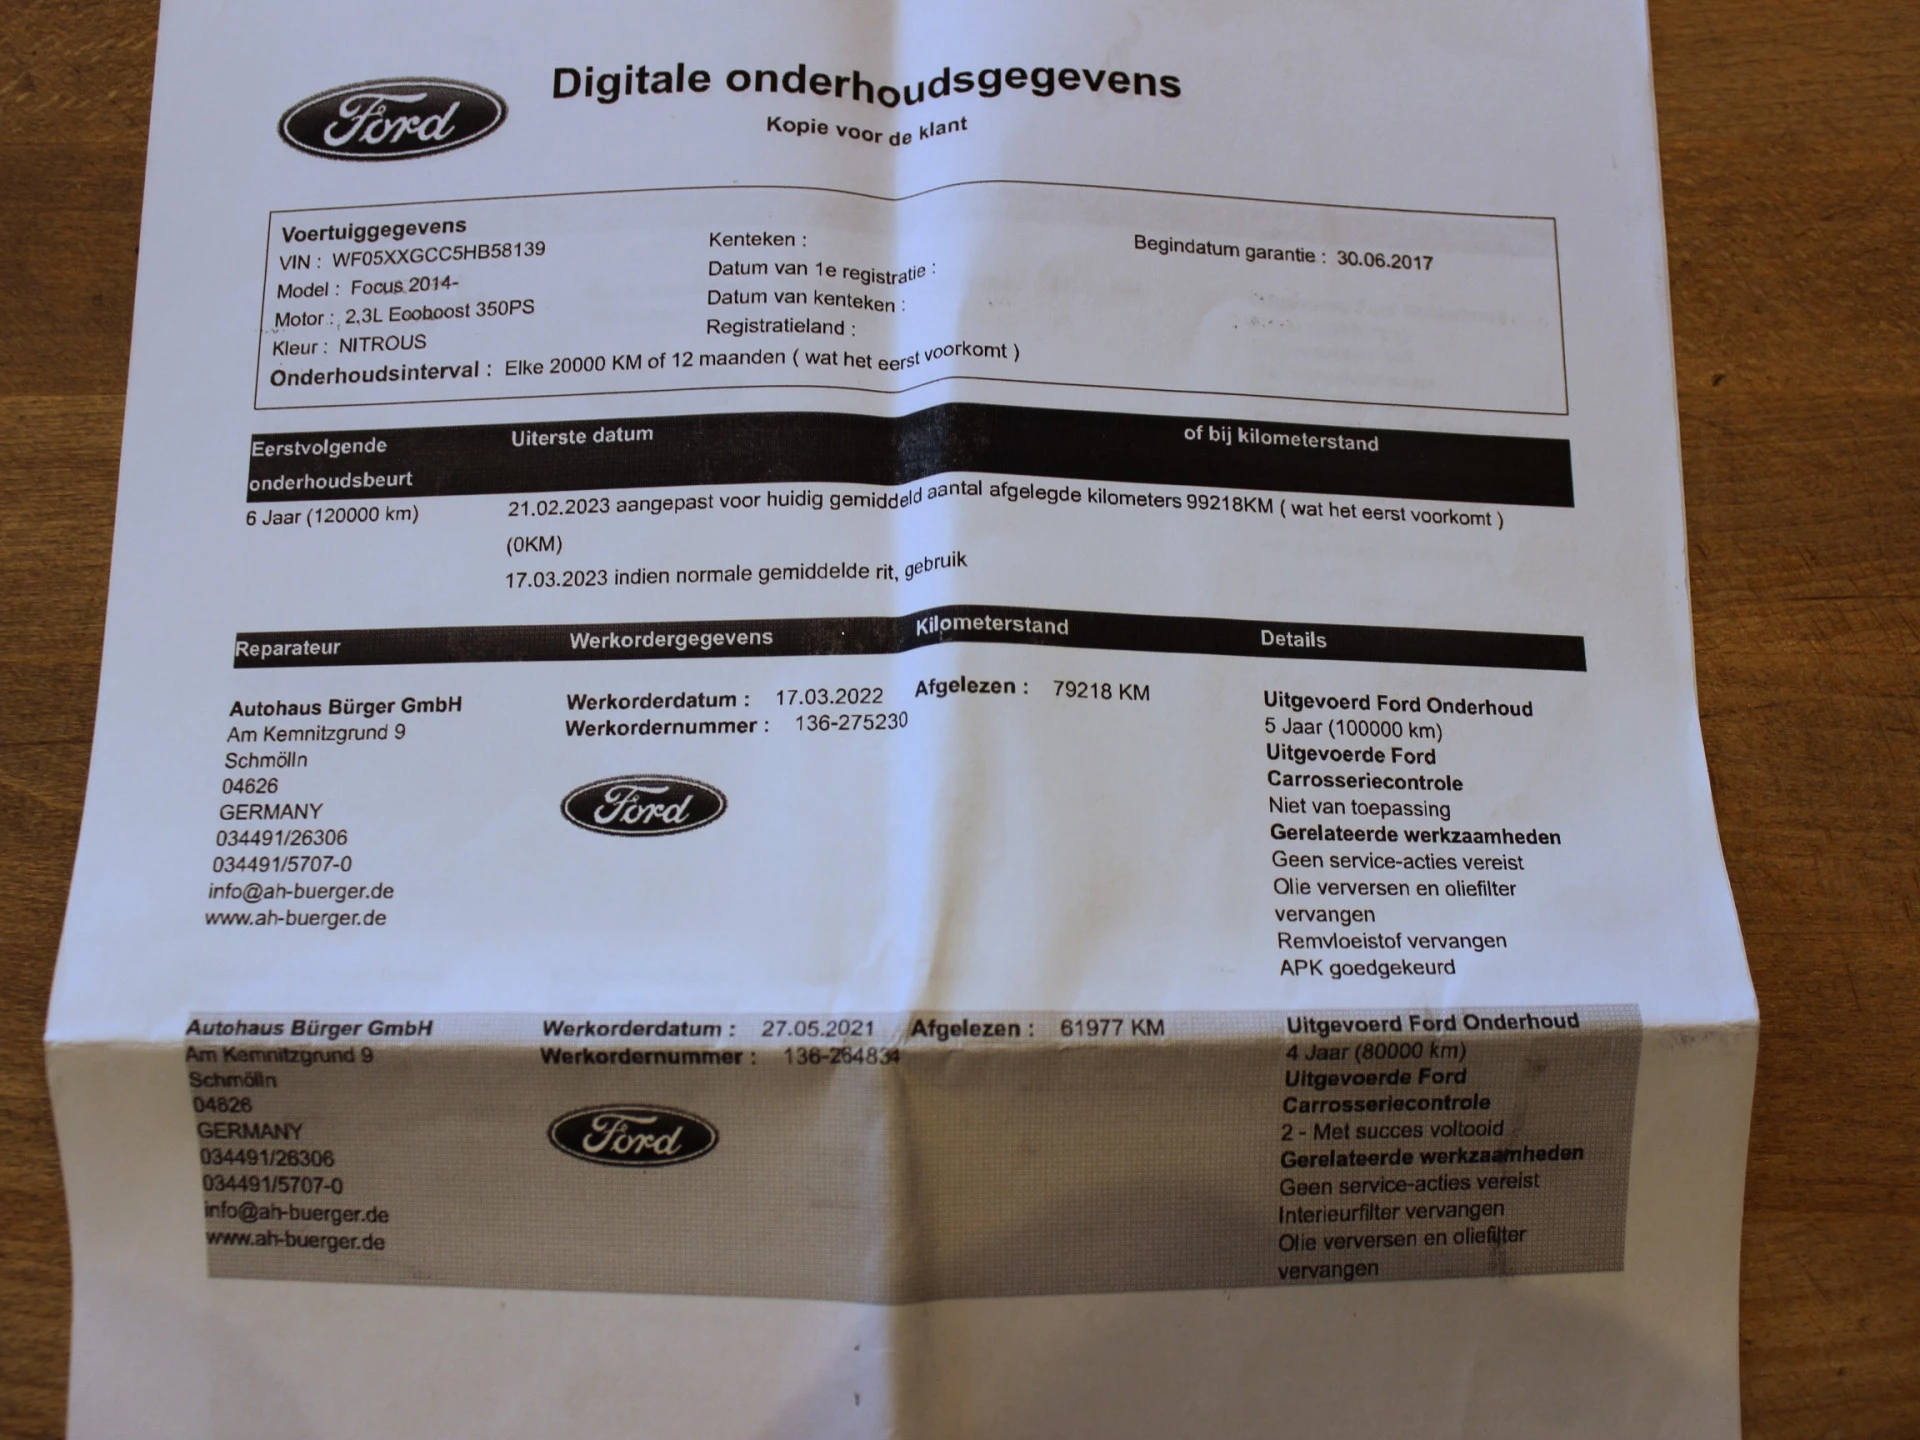 Ford
Digitale onderhoudsgegevens
Kopie voor de klant
Voertuiggegevens
VIN : WF05XXGCC5HB58139
Model : Focus 2014-
Motor : 2,3L Ecoboost 350PS
Kleur : NITROUS
Kenteken :
Datum van 1e registratie :
Datum van kenteken :
Registratieland :
Begindatum garantie : 30.06.2017
Onderhoudsinterval : Elke 20000 KM of 12 maanden ( wat het eerst voorkomt )
Eerstvolgende
onderhoudsbeurt
Uiterste datum
of bij kilometerstand
6 Jaar (120000 km)
21.02.2023 aangepast voor huidig gemiddeld aantal afgelegde kilometers 99218KM ( wat het eerst voorkomt )
(0KM)
17.03.2023 indien normale gemiddelde rit, gebruik
Reparateur
Werkordergegevens
Kilometerstand
Details
Autohaus Bürger GmbH
Am Kemnitzgrund 9
Schmölln
04626
GERMANY
034491/26306
034491/5707-0
info@ah-buerger.de
www.ah-buerger.de
Werkorderdatum : 17.03.2022
Werkordernummer : 136-275230
Ford
Afgelezen : 79218 KM
Uitgevoerd Ford Onderhoud
5 Jaar (100000 km)
Uitgevoerde Ford
Carrosseriecontrole
Niet van toepassing
Gerelateerde werkzaamheden
Geen service-acties vereist
Olie verversen en oliefilter
vervangen
Remvloeistof vervangen
APK goedgekeurd
Autohaus Bürger GmbH
Am Kemnitzgrund 9
Schmölln
04626
GERMANY
034491/26306
034491/5707-0
info@ah-buerger.de
www.ah-buerger.de
Werkorderdatum : 27.05.2021
Werkordernummer : 136-264834
Ford
Afgelezen : 61977 KM
Uitgevoerd Ford Onderhoud
4 Jaar (80000 km)
Uitgevoerde Ford
Carrosseriecontrole
2 - Met succes voltooid
Gerelateerde werkzaamheden
Geen service-acties vereist
Interieurfilter vervangen
Olie verversen en oliefilter
vervangen